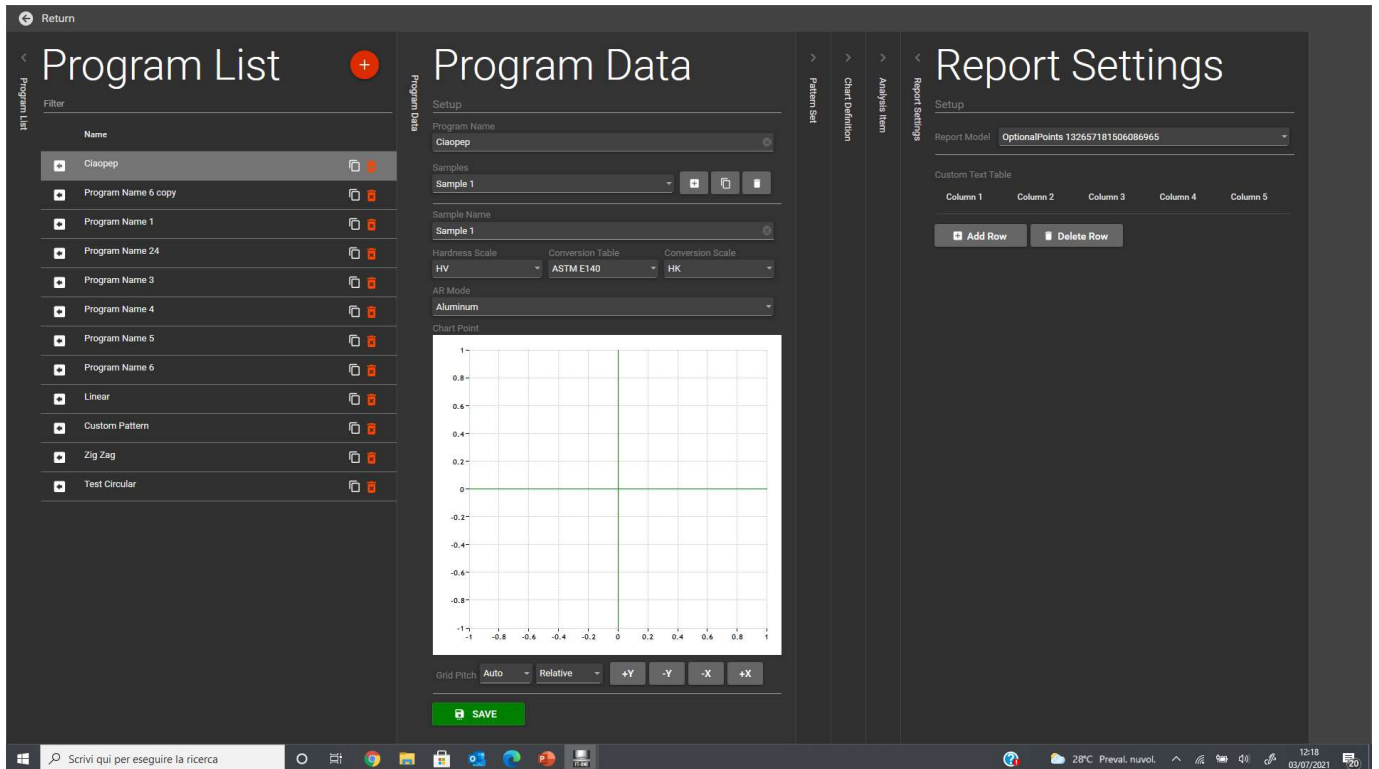 Return
Program List
Program List
Filter
Name
Ciaopep
Program Name 6 copy
Program Name 1
Program Name 24
Program Name 3
Program Name 4
Program Name 5
Program Name 6
Linear
Custom Pattern
Zig Zag
Test Circular
Program Data
Program Data
Setup
Program Name
Ciaopep
Samples
Sample 1
Sample Name
Sample 1
Hardness Scale Conversion Table Conversion Scale
HV ASTM E140 HK
AR Mode
Aluminum
Chart Point
1
0.8
0.6
0.4
0.2
0
-0.2
-0.4
-0.6
-0.8
-1
-1 -0.8 -0.6 -0.4 -0.2 0 0.2 0.4 0.6 0.8 1
Grid Pitch Auto Relative +Y -Y -X +X
SAVE
Pattern Set
Chart Definition
Analysis Item
Report Settings
Report Settings
Setup
Report Model OptionalPoints 132657181506086965
Custom Text Table
Column 1 Column 2 Column 3 Column 4 Column 5
Add Row Delete Row
Scrivi qui per eseguire la ricerca
28°C Preval. nuvol.
12:18
03/07/2021
20